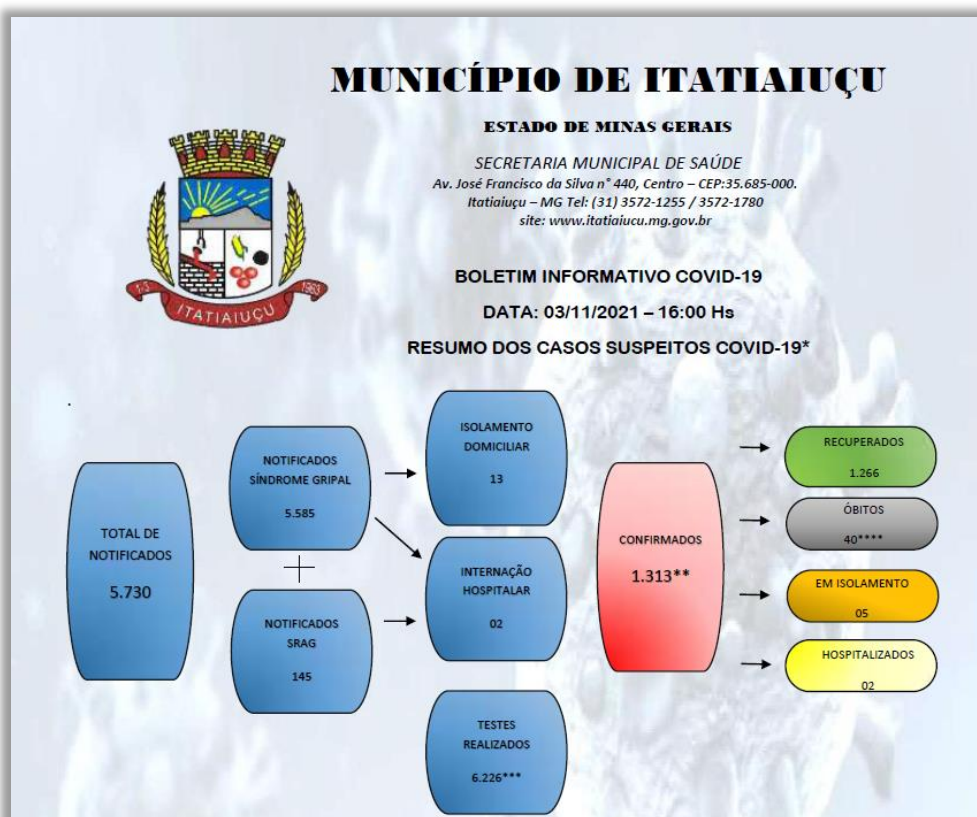 MUNICÍPIO DE ITATIAIUÇU
ESTADO DE MINAS GERAIS
SECRETARIA MUNICIPAL DE SAÚDE
Av. José Francisco da Silva n° 440, Centro – CEP:35.685-000.
Itatiaiuçu – MG Tel: (31) 3572-1255 / 3572-1780
site: www.itatiaiucu.mg.gov.br
1-3 1963
ITATIAIUÇU
BOLETIM INFORMATIVO COVID-19
DATA: 03/11/2021 – 16:00 Hs
RESUMO DOS CASOS SUSPEITOS COVID-19*
TOTAL DE
NOTIFICADOS
5.730
NOTIFICADOS
SÍNDROME GRIPAL
5.585
NOTIFICADOS
SRAG
145
ISOLAMENTO
DOMICILIAR
13
INTERNAÇÃO
HOSPITALAR
02
TESTES
REALIZADOS
6.226***
CONFIRMADOS
1.313**
RECUPERADOS
1.266
ÓBITOS
40****
EM ISOLAMENTO
05
HOSPITALIZADOS
02